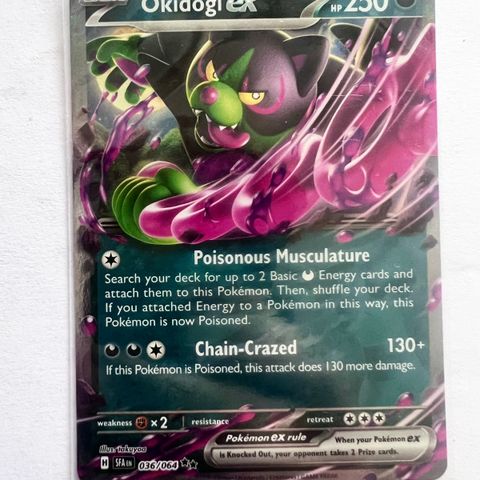 Okidogi ex HP 250
Poisonous Musculature
Search your deck for up to 2 Basic Energy cards and
attach them to this Pokémon. Then, shuffle your deck.
If you attached Energy to a Pokémon in this way, this
Pokémon is now Poisoned.
Chain-Crazed 130+
If this Pokémon is Poisoned, this attack does 130 more damage.
weakness ×2 resistance retreat
Illus.
Pokémon ex rule When your Pokémon ex
is Knocked Out, your opponent takes 2 Prize cards.
H SFA EN 036/064